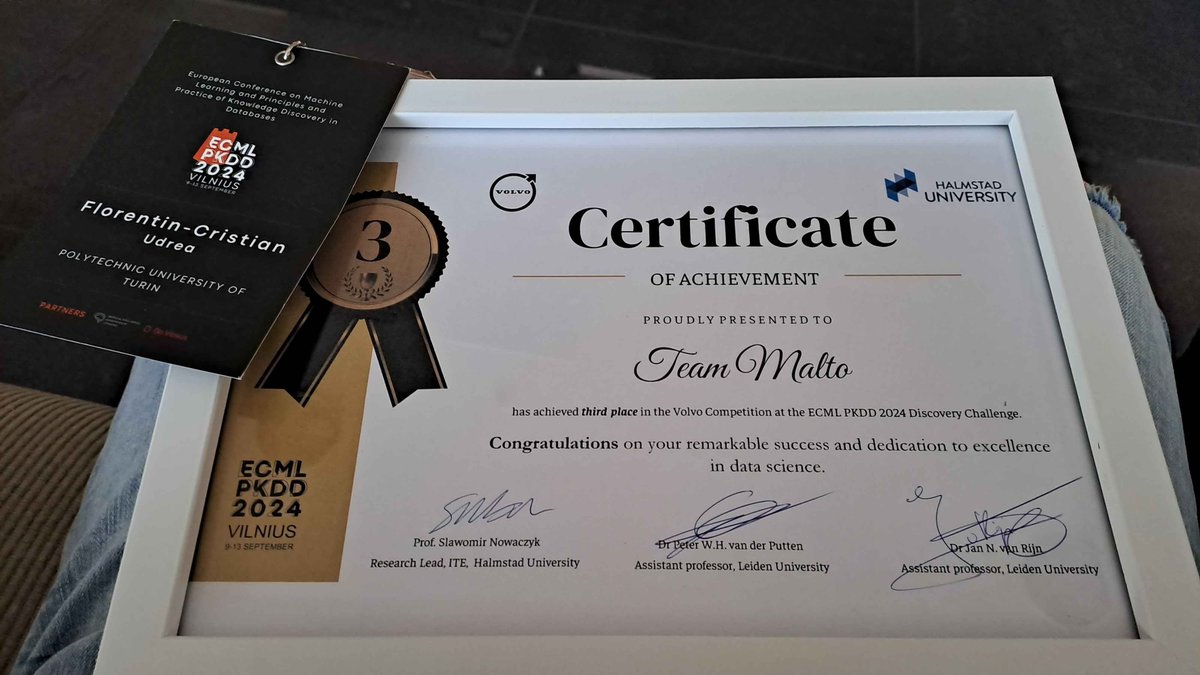 European Conference on Machine
Learning and Principles and
Practice of Knowledge Discovery in
Databases
ECML
PKDD
2024
VILNIUS
9-13 SEPTEMBER
Florentin-Cristian
Udrea
POLYTECHNIC UNIVERSITY OF
TURIN
PARTNERS
3
VOLVO
HALMSTAD
UNIVERSITY
Certificate
OF ACHIEVEMENT
PROUDLY PRESENTED TO
Team Malto
has achieved third place in the Volvo Competition at the ECML PKDD 2024 Discovery Challenge.
Congratulations on your remarkable success and dedication to excellence
in data science.
ECML
PKDD
2024
VILNIUS
9-13 SEPTEMBER
Prof. Slawomir Nowaczyk
Research Lead, ITE, Halmstad University
Dr Peter W.H. van der Putten
Assistant professor, Leiden University
Dr Jan N. van Rijn
Assistant professor, Leiden University